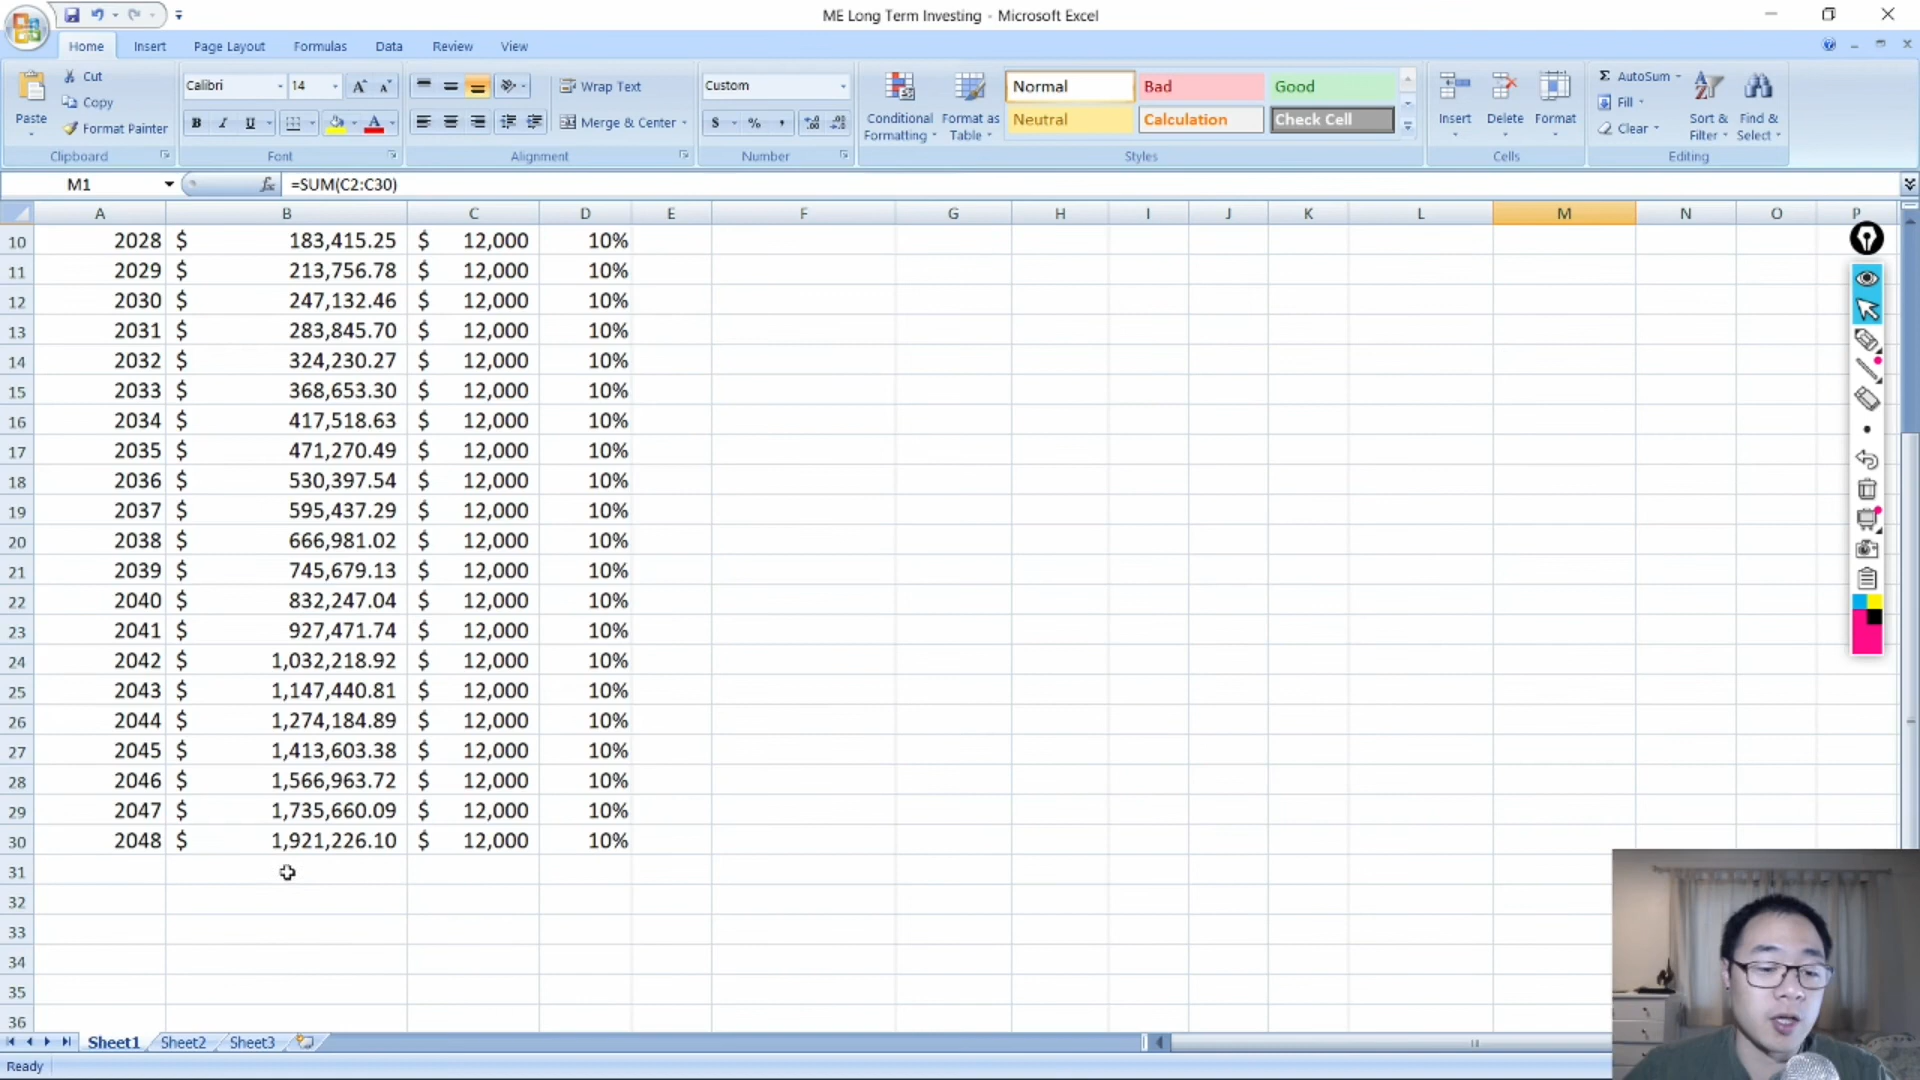 ME Long Term Investing - Microsoft Excel
Home Insert Page Layout Formulas Data Review View
Paste
Cut
Copy
Format Painter
Clipboard
Calibri 14 A A
B I U A
Font
Wrap Text
Merge & Center
Alignment
Custom
$ % , .0 .00
Number
Conditional Formatting
Format as Table
Normal Bad Good
Neutral Calculation Check Cell
Styles
Insert Delete Format
Cells
Σ AutoSum
Fill
Clear
Sort & Filter
Find & Select
Editing
M1 fx =SUM(C2:C30)
A B C D E F G H I J K L M N O P
10 2028 $ 183,415.25 $ 12,000 10%
11 2029 $ 213,756.78 $ 12,000 10%
12 2030 $ 247,132.46 $ 12,000 10%
13 2031 $ 283,845.70 $ 12,000 10%
14 2032 $ 324,230.27 $ 12,000 10%
15 2033 $ 368,653.30 $ 12,000 10%
16 2034 $ 417,518.63 $ 12,000 10%
17 2035 $ 471,270.49 $ 12,000 10%
18 2036 $ 530,397.54 $ 12,000 10%
19 2037 $ 595,437.29 $ 12,000 10%
20 2038 $ 666,981.02 $ 12,000 10%
21 2039 $ 745,679.13 $ 12,000 10%
22 2040 $ 832,247.04 $ 12,000 10%
23 2041 $ 927,471.74 $ 12,000 10%
24 2042 $ 1,032,218.92 $ 12,000 10%
25 2043 $ 1,147,440.81 $ 12,000 10%
26 2044 $ 1,274,184.89 $ 12,000 10%
27 2045 $ 1,413,603.38 $ 12,000 10%
28 2046 $ 1,566,963.72 $ 12,000 10%
29 2047 $ 1,735,660.09 $ 12,000 10%
30 2048 $ 1,921,226.10 $ 12,000 10%
31
32
33
34
35
36
Sheet1 Sheet2 Sheet3
Ready